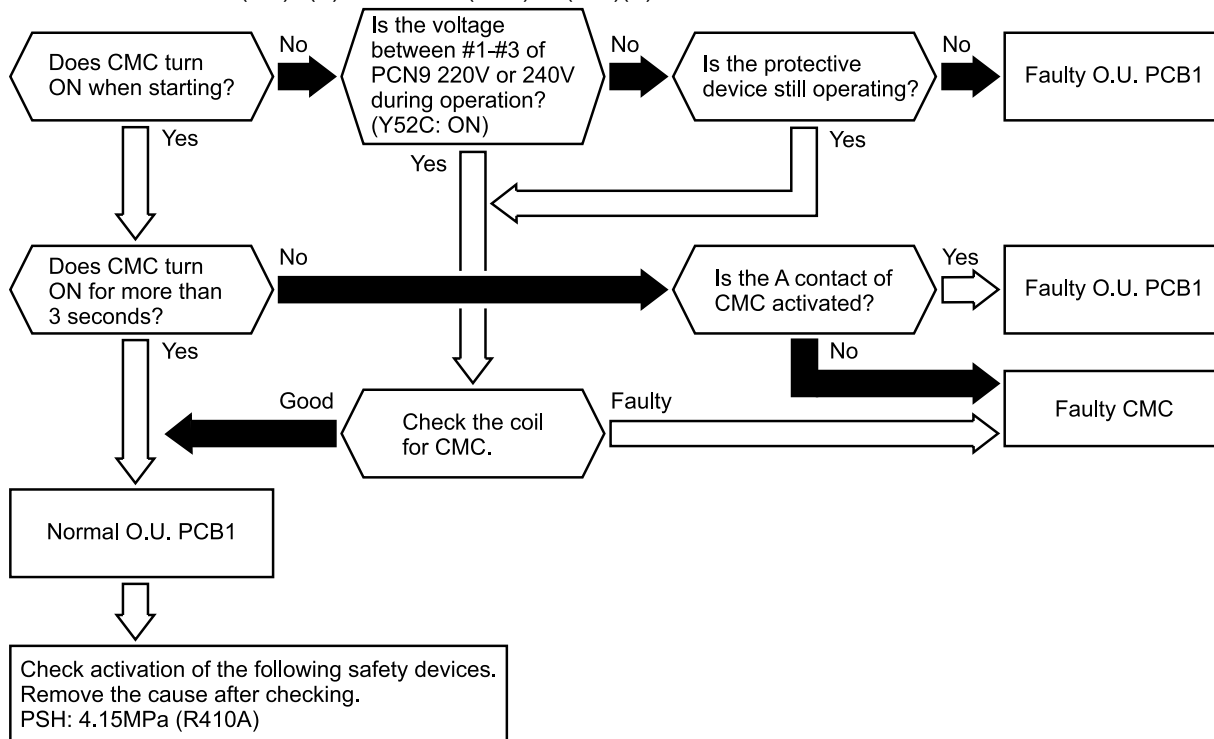 Does CMC turn
ON when starting?
No
Is the voltage
between #1-#3 of
PCN9 220V or 240V
during operation?
(Y52C: ON)
No
Is the protective
device still operating?
No
Faulty O.U. PCB1
Yes
Yes
Yes
Does CMC turn
ON for more than
3 seconds?
No
Is the A contact of
CMC activated?
Yes
Faulty O.U. PCB1
Yes
No
Good
Check the coil
for CMC.
Faulty
Faulty CMC
Normal O.U. PCB1
Check activation of the following safety devices.
Remove the cause after checking.
PSH: 4.15MPa (R410A)